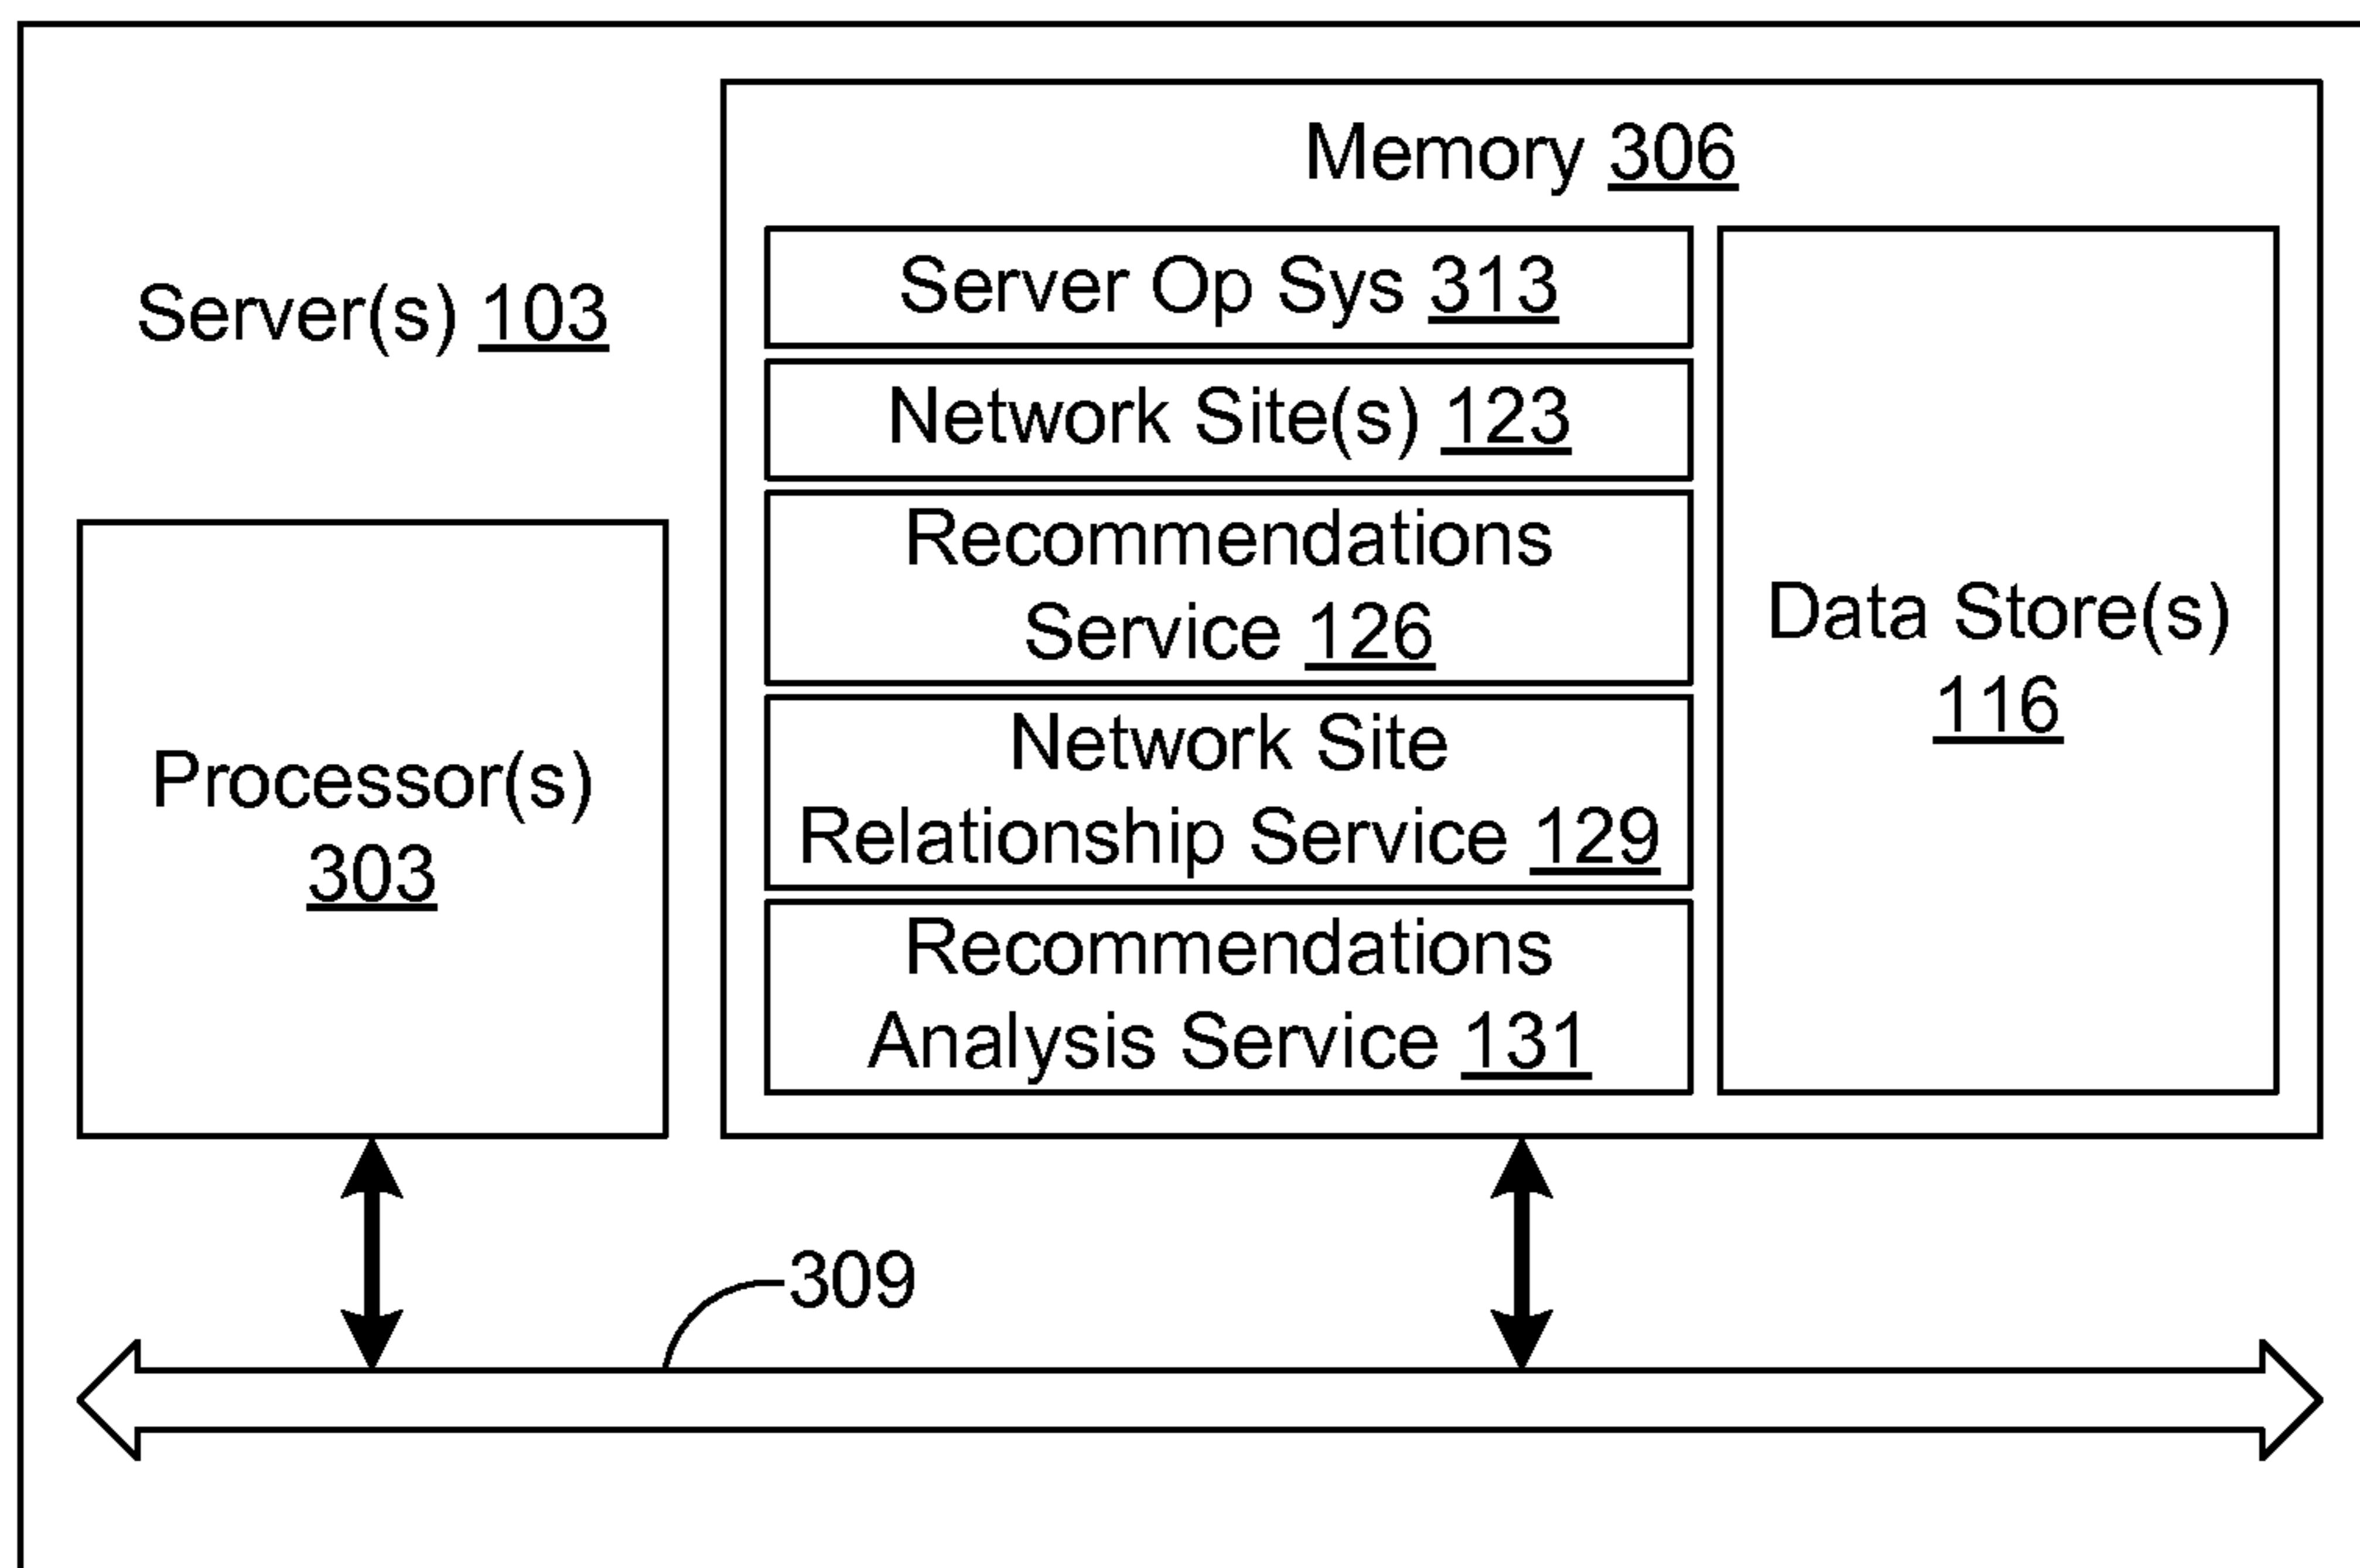 Memory 306
Server(s) 103
Server Op Sys 313
Network Site(s) 123
Recommendations
Service 126
Network Site
Relationship Service 129
Recommendations
Analysis Service 131
Data Store(s)
116
Processor(s)
303
309